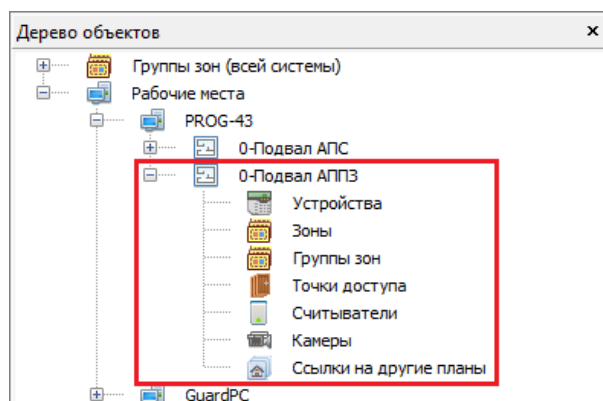 Дерево объектов
Группы зон (всей системы)
Рабочие места
PROG-43
0-Подвал АПС
0-Подвал АППЗ
Устройства
Зоны
Группы зон
Точки доступа
Считыватели
Камеры
Ссылки на другие планы
GuardPC